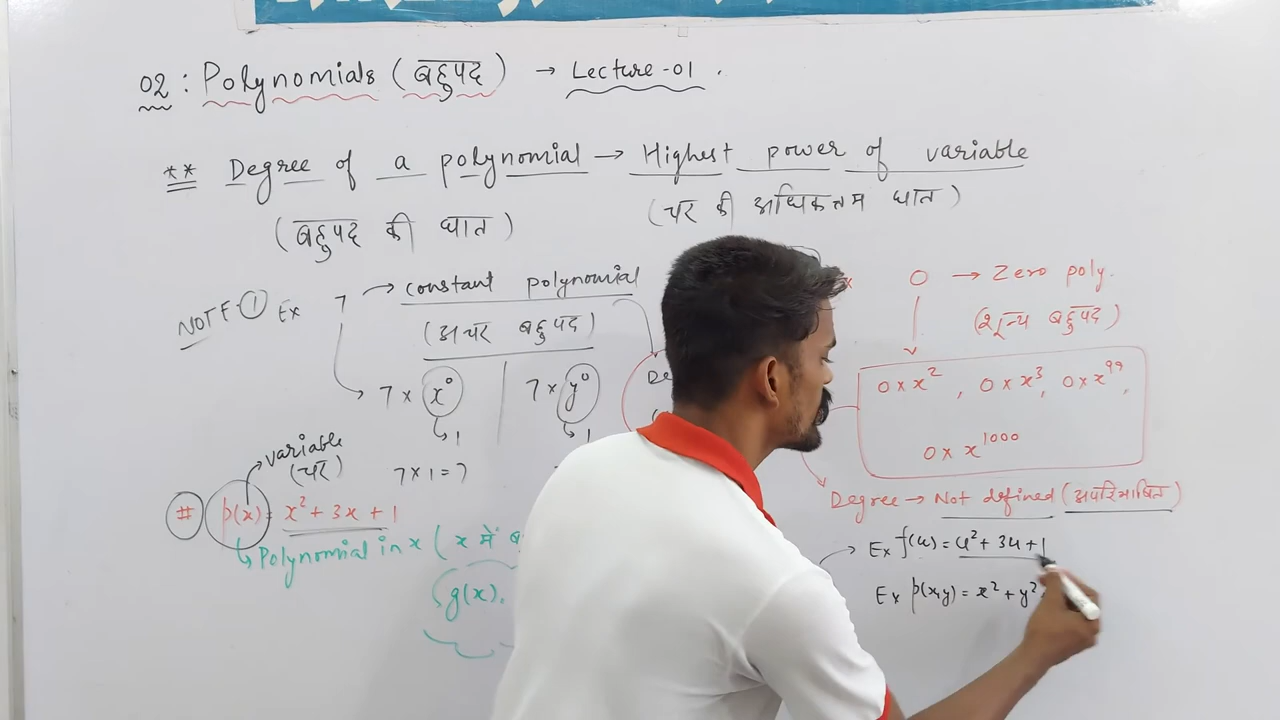 02 : Polynomials (बहुपद) → Lecture-01.
** Degree of a polynomial → Highest power of variable
(बहुपद की घात) (चर की अधिकतम घात)
NOTE-① Ex 7 → constant polynomial
(अचर बहुपद)
7 × x⁰ 7 × y⁰
1 1
7 × 1 = 7
0 → Zero poly.
(शून्य बहुपद)
0 × x², 0 × x³, 0 × x⁹⁹,
0 × x¹⁰⁰⁰
Degree → Not defined (अपरिभाषित)
variable
(चर)
# p(x) = x² + 3x + 1
Polynomial in x ( x में
g(x).
Ex f(u) = u² + 3u + 1
Ex p(x,y) = x² + y²